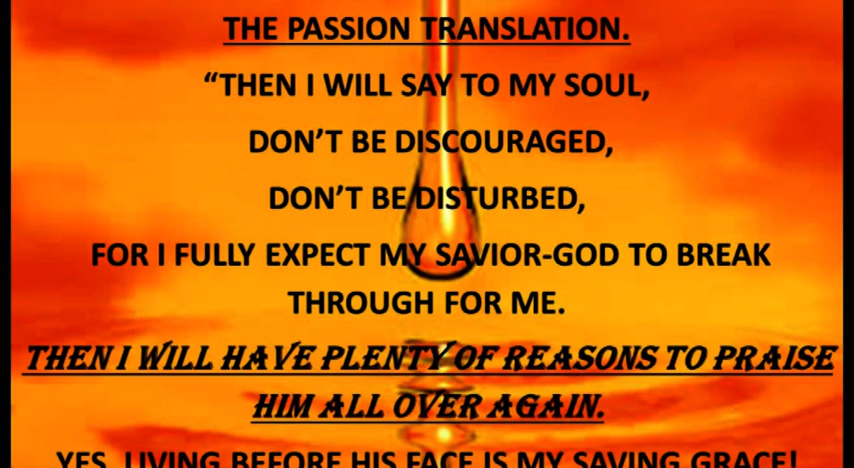 THE PASSION TRANSLATION.
“THEN I WILL SAY TO MY SOUL,
DON’T BE DISCOURAGED,
DON’T BE DISTURBED,
FOR I FULLY EXPECT MY SAVIOR-GOD TO BREAK
THROUGH FOR ME.
THEN I WILL HAVE PLENTY OF REASONS TO PRAISE
HIM ALL OVER AGAIN.
YES, LIVING BEFORE HIS FACE IS MY SAVING GRACE!